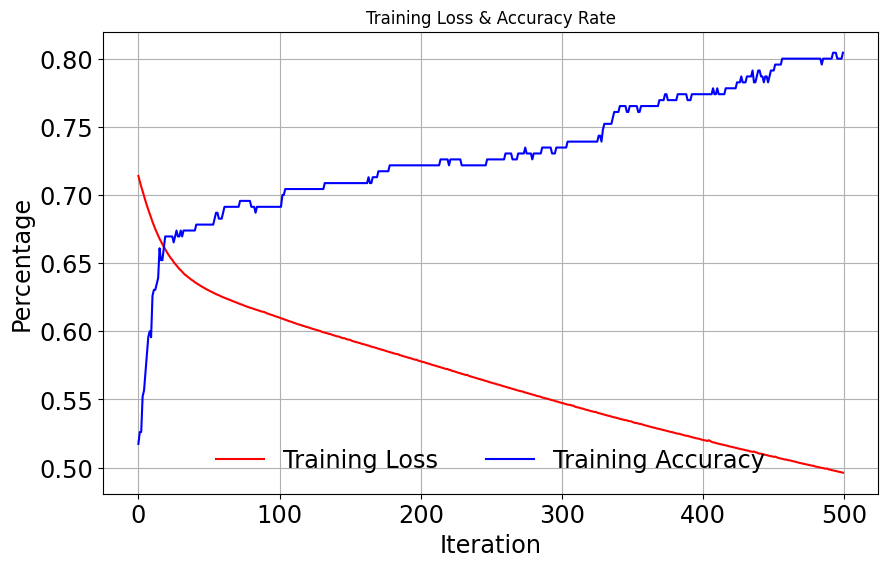 Training Loss & Accuracy Rate
0.80
0.75
0.70
0.65
0.60
0.55
0.50
Percentage
Training Loss
Training Accuracy
0 100 200 300 400 500
Iteration